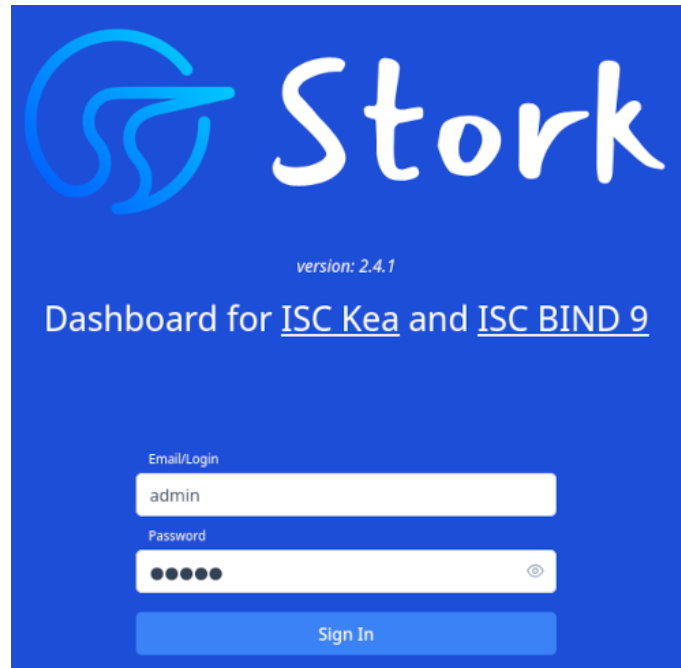 Stork
version: 2.4.1
Dashboard for ISC Kea and ISC BIND 9
Email/Login
admin
Password
●●●●●
Sign In